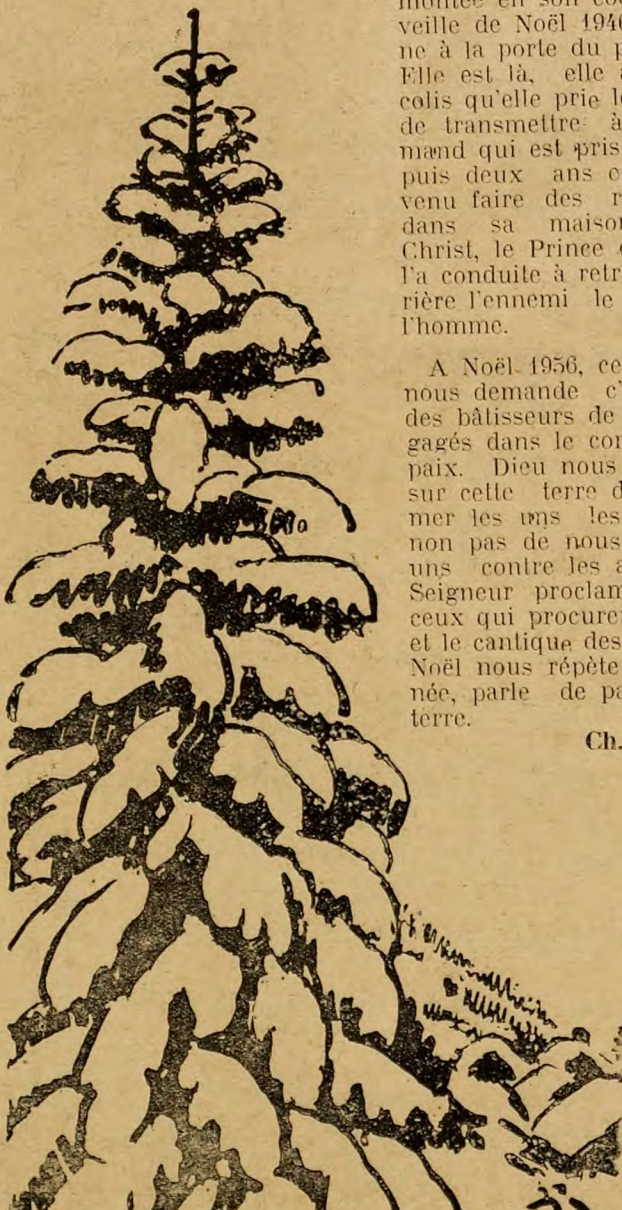 montée en son
veille de Noël 1946
ne à la porte du
Elle est là, elle
colis qu'elle prie
de transmettre à
mand qui est pris
puis deux ans
venu faire des r
dans sa maison
Christ, le Prince
l'a conduite à retr
rière l'ennemi le
l'homme.
A Noël 1956, ce
nous demande c'
des bâtisseurs de
gagés dans le con
paix. Dieu nous
sur cette terre d
mer les uns les
non pas de nous
uns contre les a
Seigneur proclam
ceux qui procure
et le cantique des
Noël nous répète
née, parle de pa
terre.
Ch.